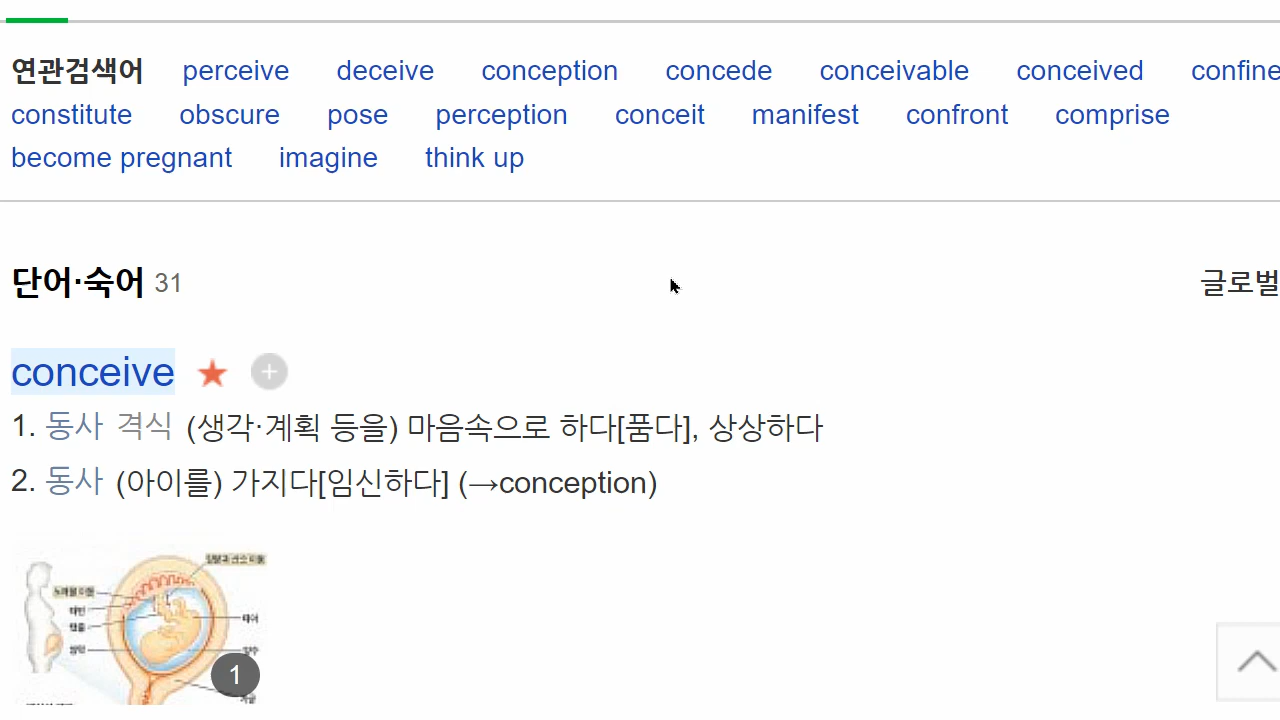 연관검색어 perceive deceive conception concede conceivable conceived confine
constitute obscure pose perception conceit manifest confront comprise
become pregnant imagine think up
단어·숙어 31 글로벌
conceive
1. 동사 격식 (생각·계획 등을) 마음속으로 하다[품다], 상상하다
2. 동사 (아이를) 가지다[임신하다] (→conception)
태아
1